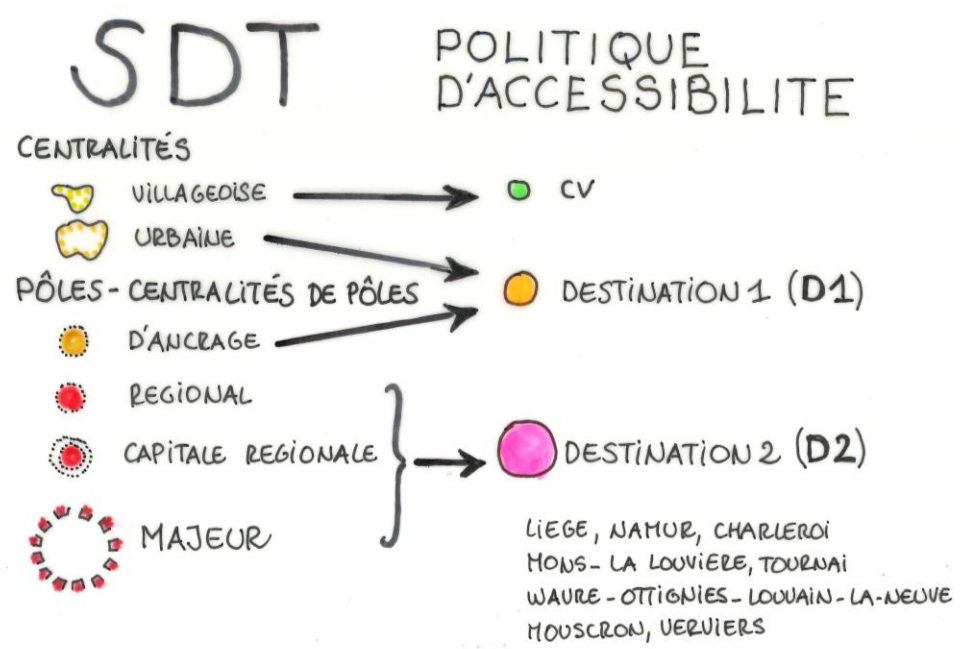 SDT
POLITIQUE
D'ACCESSIBILITE
CENTRALITÉS
VILLAGEOISE
CV
URBAINE
DESTINATION 1 (D1)
PÔLES - CENTRALITÉS DE PÔLES
D'ANCRAGE
REGIONAL
CAPITALE REGIONALE
DESTINATION 2 (D2)
MAJEUR
LIEGE, NAMUR, CHARLEROI
MONS - LA LOUVIERE, TOURNAI
WAVRE - OTTIGNIES - LOUVAIN-LA-NEUVE
MOUSCRON, VERVIERS